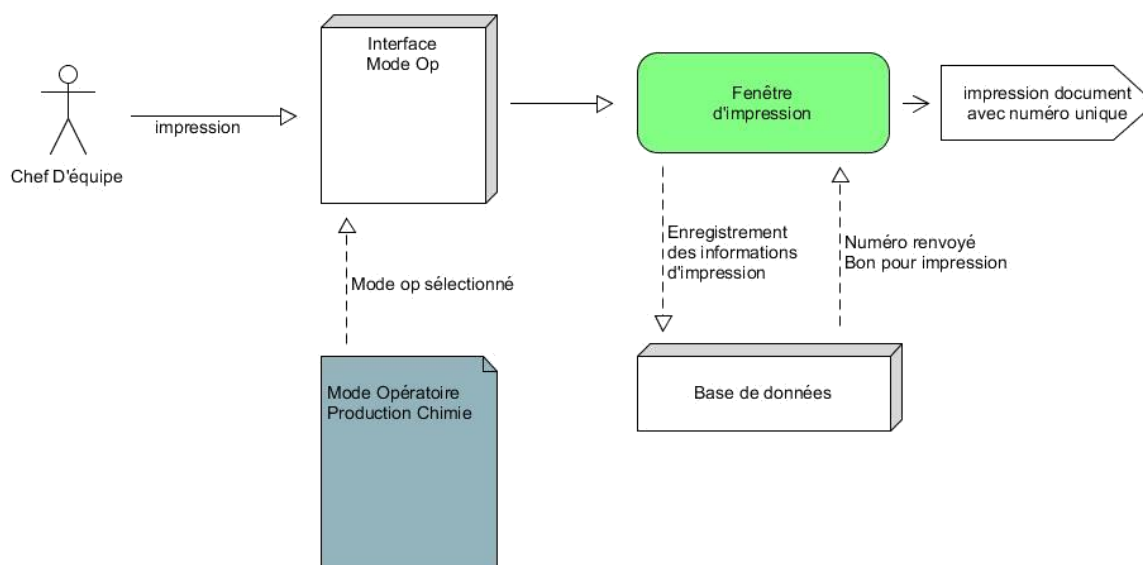 Interface
Mode Op
Fenêtre
d'impression
impression document
avec numéro unique
impression
Chef D'équipe
Enregistrement
des informations
d'impression
Numéro renvoyé
Bon pour impression
Mode op sélectionné
Mode Opératoire
Production Chimie
Base de données